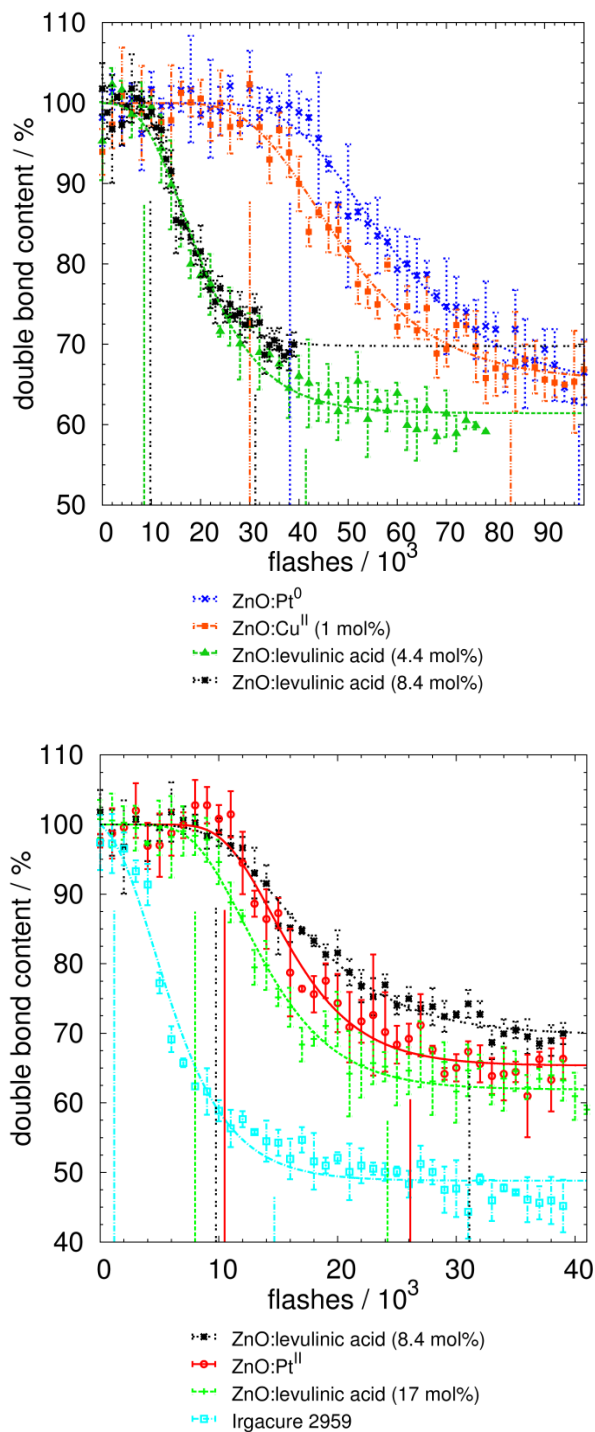 110
100
90
80
70
60
50
double bond content / %
0 10 20 30 40 50 60 70 80 90
flashes / 10³
ZnO:Pt⁰
ZnO:Cuᴵᴵ (1 mol%)
ZnO:levulinic acid (4.4 mol%)
ZnO:levulinic acid (8.4 mol%)
110
100
90
80
70
60
50
40
double bond content / %
0 10 20 30 40
flashes / 10³
ZnO:levulinic acid (8.4 mol%)
ZnO:Ptᴵᴵ
ZnO:levulinic acid (17 mol%)
Irgacure 2959